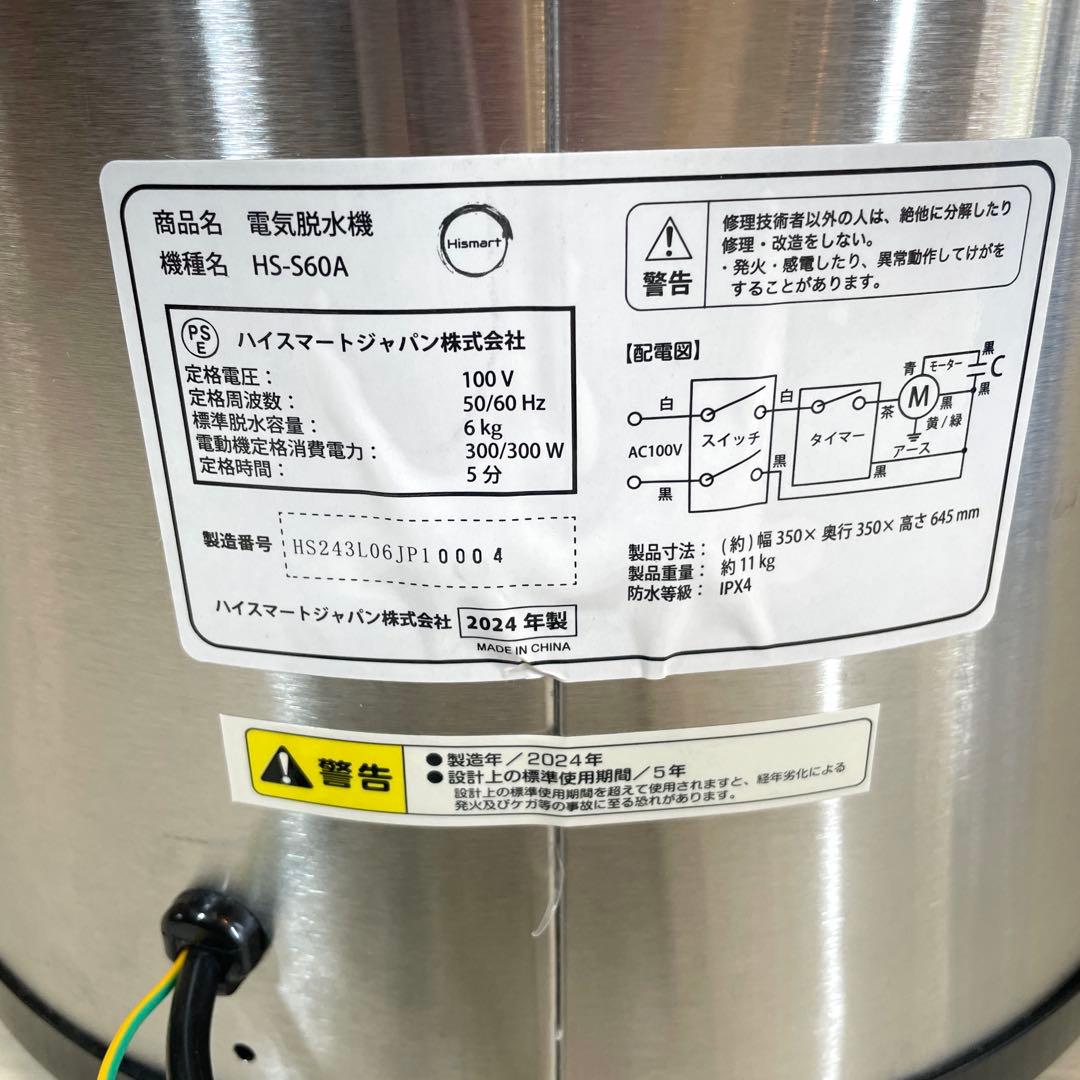 商品名 電気脱水機
機種名 HS-S60A
Hismart
PS
E
ハイスマートジャパン株式会社
定格電圧： 100 V
定格周波数： 50/60 Hz
標準脱水容量： 6 kg
電動機定格消費電力： 300/300 W
定格時間： 5 分
製造番号 HS243L06JP10004
ハイスマートジャパン株式会社 2024 年製
MADE IN CHINA
警告
修理技術者以外の人は、絶他に分解したり
修理・改造をしない。
・発火・感電したり、異常動作してけがを
することがあります。
【配電図】
AC100V
白
黒
スイッチ
白
黒
タイマー
茶
青
モーター
M
黒
C
黒
黒
黄/緑
アース
黒
製品寸法： (約) 幅 350× 奥行 350× 高さ 645 mm
製品重量： 約 11 kg
防水等級： IPX4
警告
●製造年／2024年
●設計上の標準使用期間／5年
設計上の標準使用期間を超えて使用されますと、経年劣化による
発火及びケガ等の事故に至る恐れがあります。